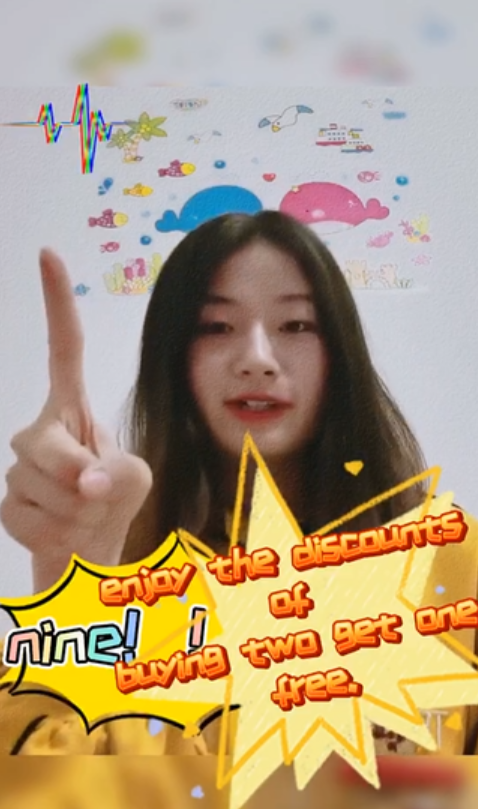 enjoy the discounts
of
buying two get one
free.
nine! !